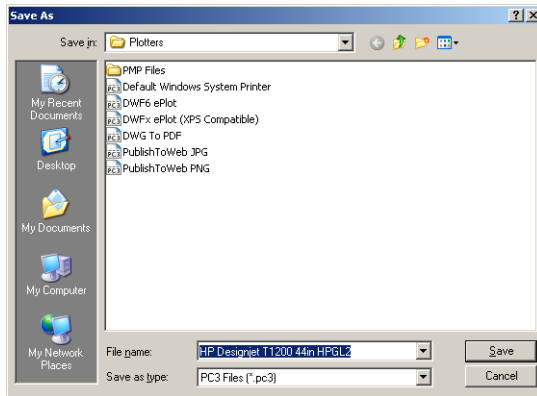 Save As
Save in:
Plotters
My Recent
Documents
Desktop
My Documents
My Computer
My Network
Places
PMP Files
Default Windows System Printer
DWF6 ePlot
DWFx ePlot (XPS Compatible)
DWG To PDF
PublishToWeb JPG
PublishToWeb PNG
File name:
HP Designjet T1200 44in HPGL2
Save
Save as type:
PC3 Files (*.pc3)
Cancel